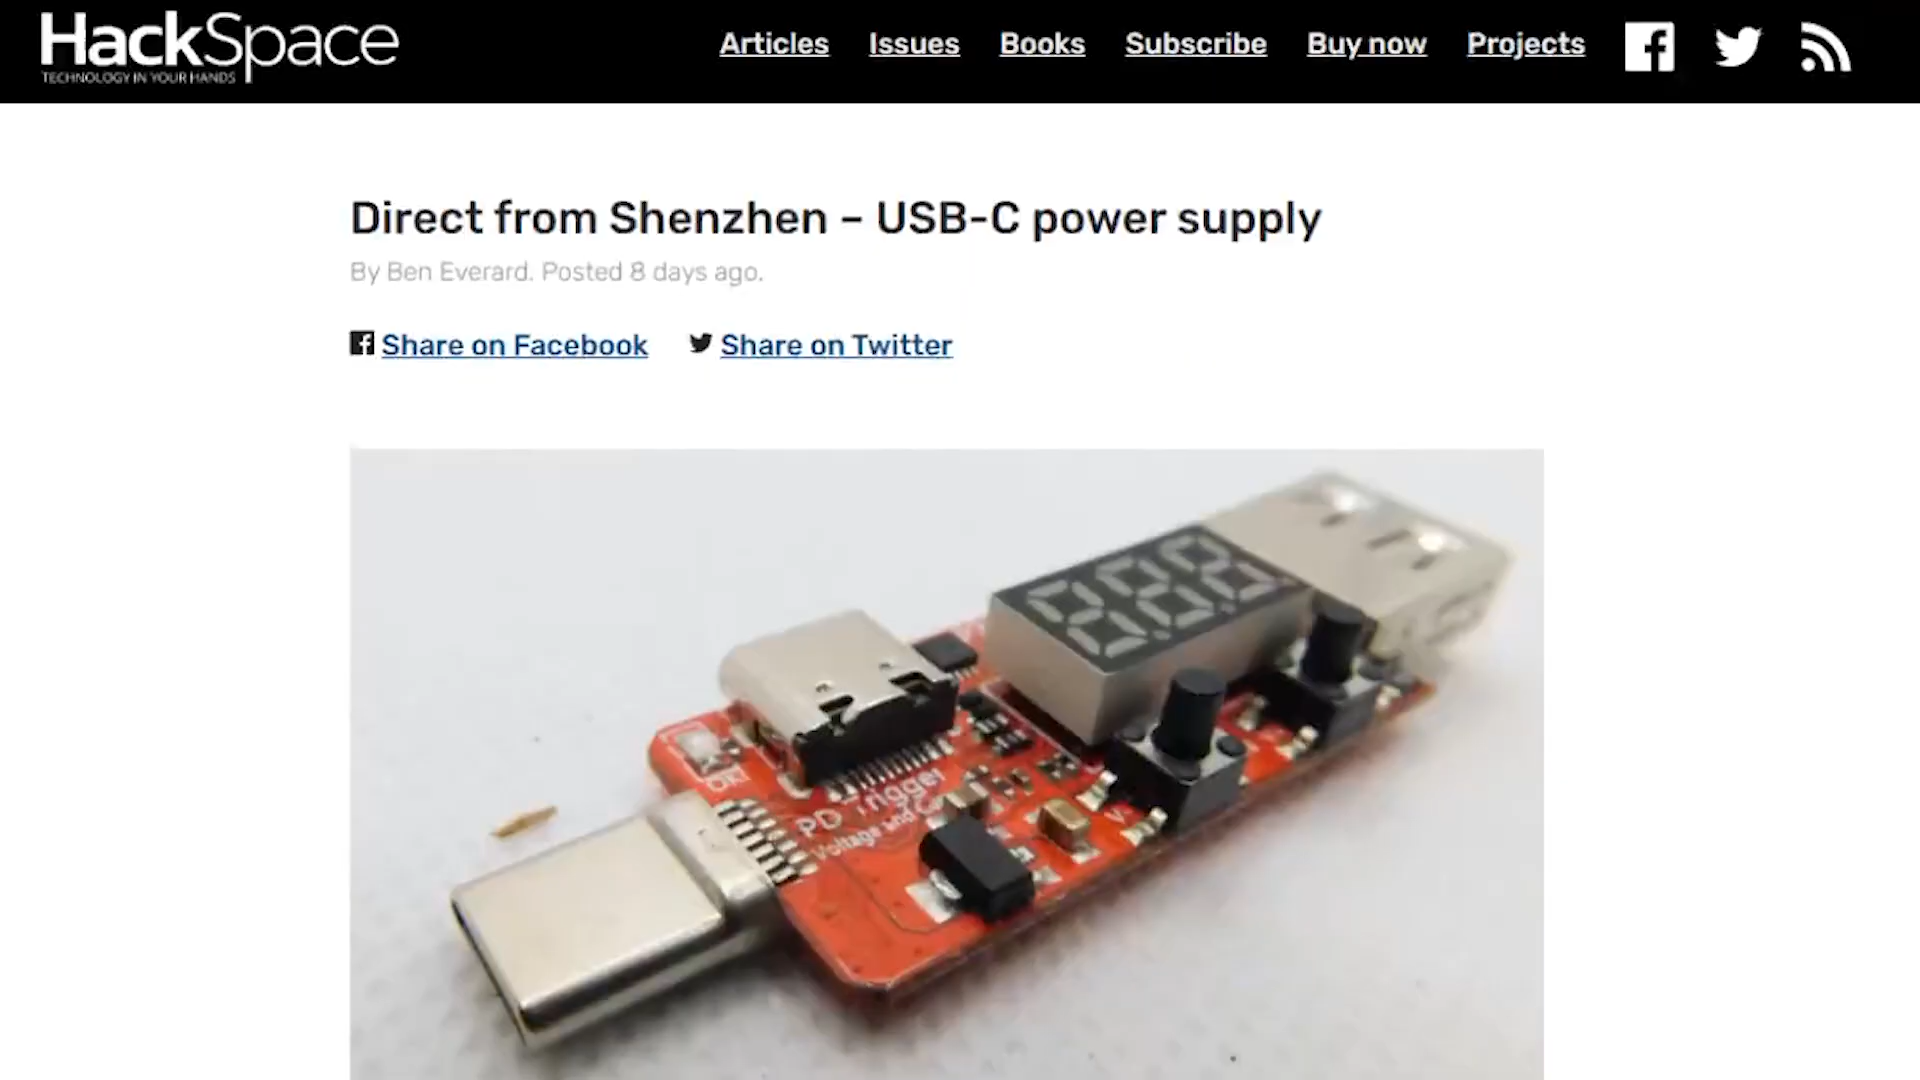 HackSpace
TECHNOLOGY IN YOUR HANDS
Articles Issues Books Subscribe Buy now Projects
Direct from Shenzhen – USB-C power supply
By Ben Everard. Posted 8 days ago.
Share on Facebook Share on Twitter
PD Trigger
Voltage and